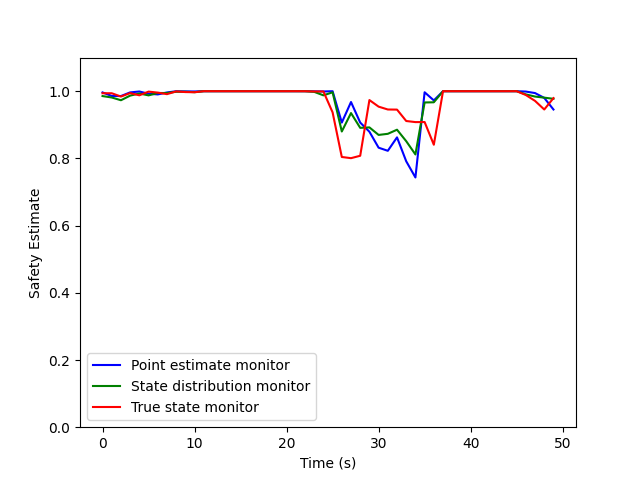 1.0
0.8
0.6
0.4
0.2
0.0
Safety Estimate
Point estimate monitor
State distribution monitor
True state monitor
0 10 20 30 40 50
Time (s)